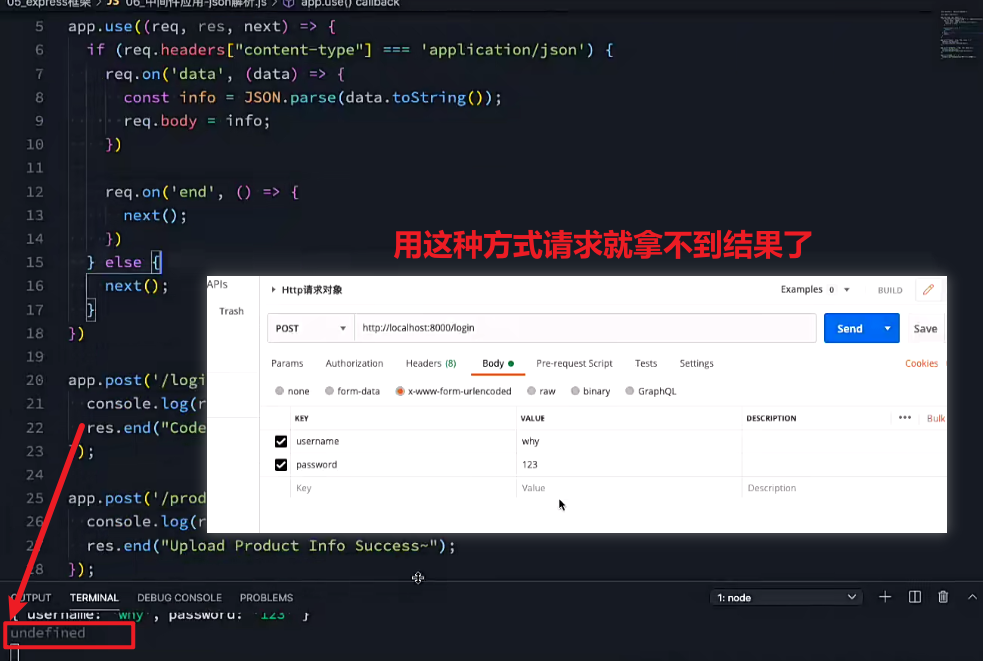 05_express框架 > JS 06_中间件应用-json解析.js > app.use() callback
5 app.use((req, res, next) => {
6 if (req.headers["content-type"] === 'application/json') {
7 req.on('data', (data) => {
8 const info = JSON.parse(data.toString());
9 req.body = info;
10 })
11
12 req.on('end', () => {
13 next();
14 })
用这种方式请求就拿不到结果了
15 } else {
16 next();
17 }
18 })
19
20 app.post('/logi
21 console.log(r
22 res.end("Code
23 });
24
25 app.post('/prod
26 console.log(r
27 res.end("Upload Product Info Success~");
28 });
APIs
Trash
Http请求对象
Examples 0
BUILD
POST
http://localhost:8000/login
Send
Save
Params Authorization Headers (8) Body Pre-request Script Tests Settings Cookies
none form-data x-www-form-urlencoded raw binary GraphQL
KEY VALUE DESCRIPTION ••• Bulk
username why
password 123
Key Value Description
OUTPUT TERMINAL DEBUG CONSOLE PROBLEMS 1: node
{ username: 'why', password: '123' }
undefined